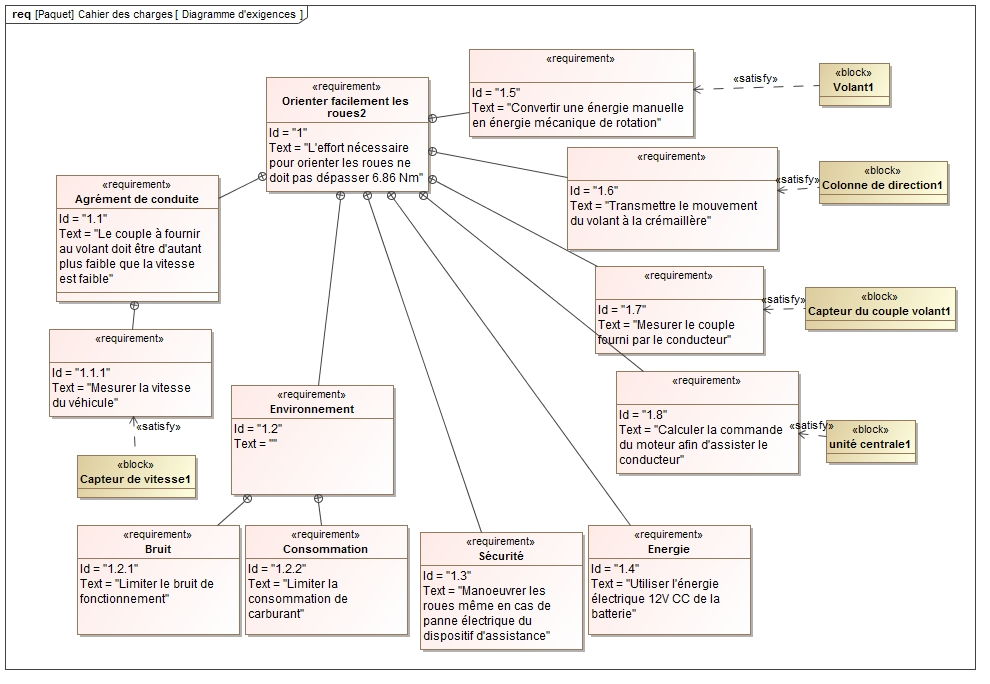 req [Paquet] Cahier des charges [ Diagramme d'exigences ]
«requirement»
Orienter facilement les
roues2
Id = "1"
Text = "L'effort nécessaire
pour orienter les roues ne
doit pas dépasser 6.86 Nm"
«requirement»
Id = "1.5"
Text = "Convertir une énergie manuelle
en énergie mécanique de rotation"
«satisfy»
«block»
Volant1
«requirement»
Id = "1.6"
Text = "Transmettre le mouvement
du volant à la crémaillère"
«satisfy»
«block»
Colonne de direction1
«requirement»
Agrément de conduite
Id = "1.1"
Text = "Le couple à fournir
au volant doit être d'autant
plus faible que la vitesse
est faible"
«requirement»
Id = "1.7"
Text = "Mesurer le couple
fourni par le conducteur"
«satisfy»
«block»
Capteur du couple volant1
«requirement»
Id = "1.1.1"
Text = "Mesurer la vitesse
du véhicule"
«satisfy»
«block»
Capteur de vitesse1
«requirement»
Id = "1.8"
Text = "Calculer la commande
du moteur afin d'assister le
conducteur"
«satisfy»
«block»
unité centrale1
«requirement»
Environnement
Id = "1.2"
Text = ""
«requirement»
Bruit
Id = "1.2.1"
Text = "Limiter le bruit de
fonctionnement"
«requirement»
Consommation
Id = "1.2.2"
Text = "Limiter la
consommation de
carburant"
«requirement»
Sécurité
Id = "1.3"
Text = "Manoeuvrer les
roues même en cas de
panne électrique du
dispositif d'assistance"
«requirement»
Energie
Id = "1.4"
Text = "Utiliser l'énergie
électrique 12V CC de la
batterie"